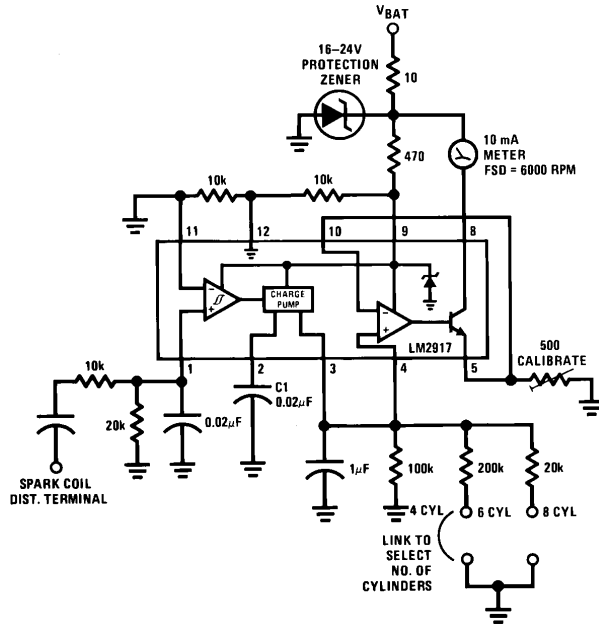 VBAT
16–24V
PROTECTION
ZENER
10
10 mA
METER
FSD = 6000 RPM
470
10k
10k
11
12
10
9
8
CHARGE
PUMP
LM2917
–
+
–
+
1
2
3
4
5
500
CALIBRATE
10k
20k
0.02μF
C1
0.02μF
SPARK COIL
DIST. TERMINAL
1μF
100k
200k
20k
4 CYL
6 CYL
8 CYL
LINK TO
SELECT
NO. OF
CYLINDERS